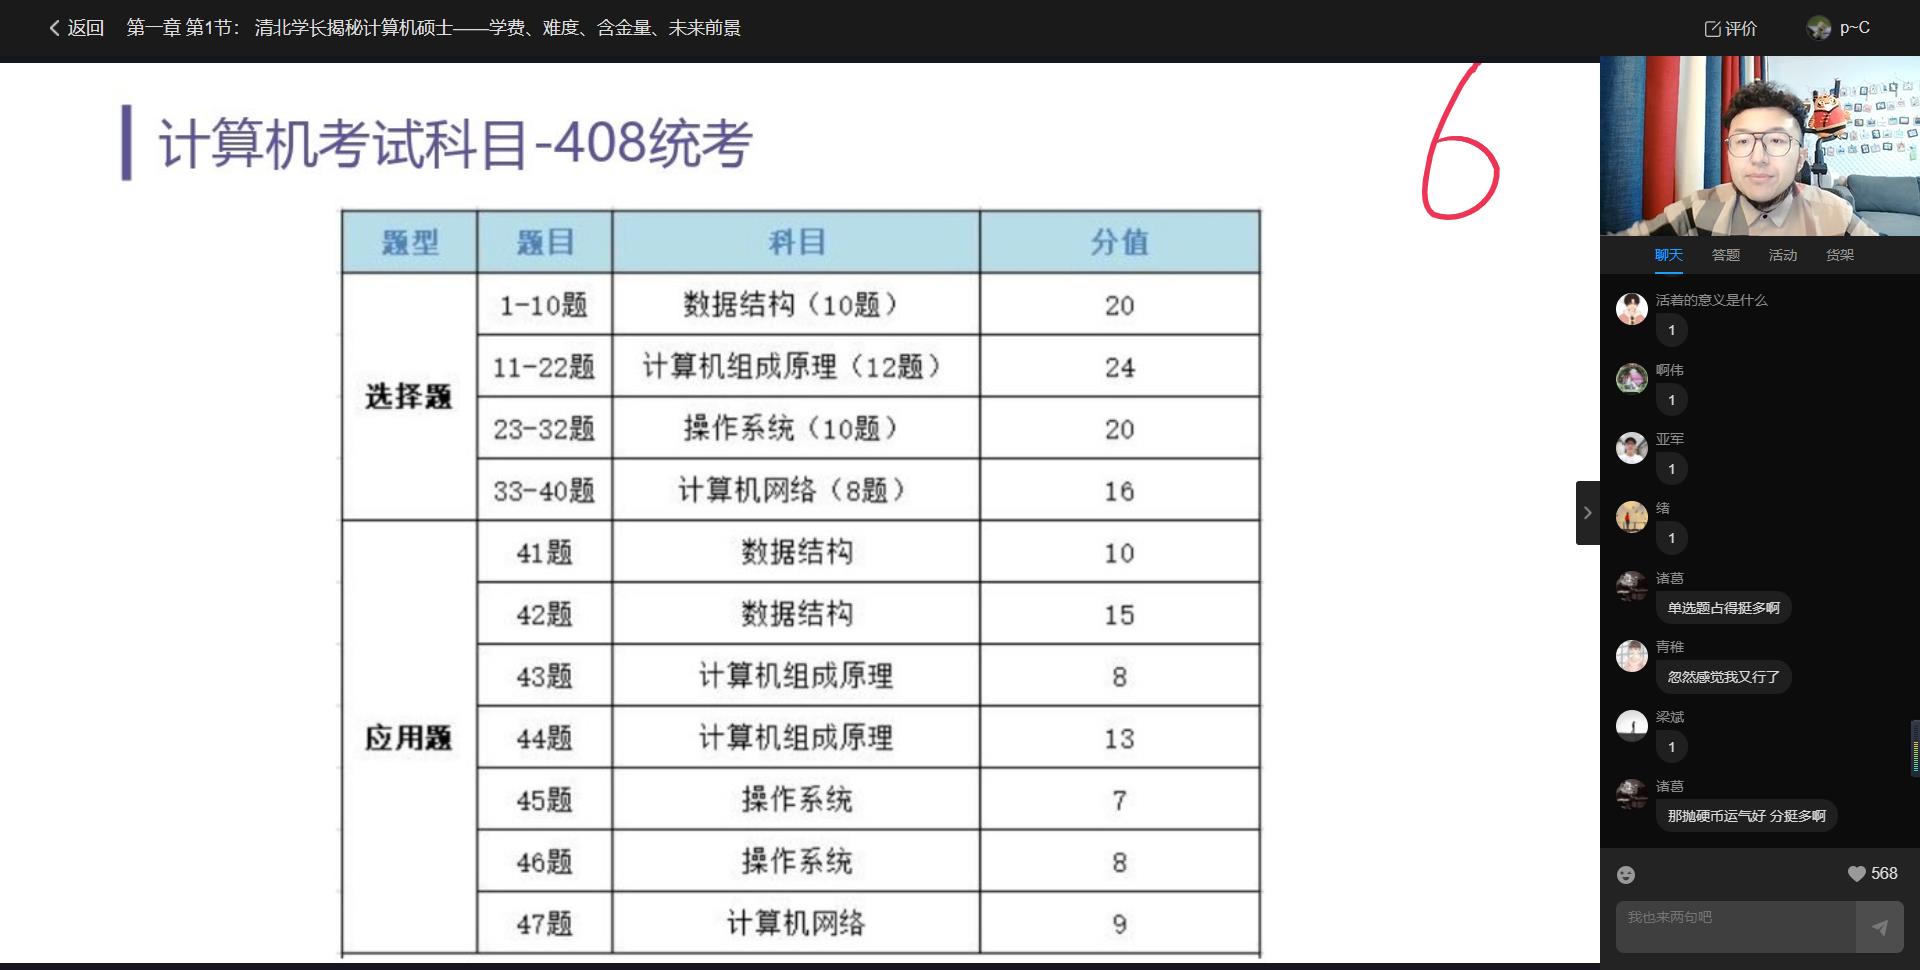 返回 第一章 第1节： 清北学长揭秘计算机硕士——学费、难度、含金量、未来前景
评价 p~C
计算机考试科目-408统考
6
题型 题目 科目 分值
选择题
1-10题 数据结构（10题） 20
11-22题 计算机组成原理（12题） 24
23-32题 操作系统（10题） 20
33-40题 计算机网络（8题） 16
应用题
41题 数据结构 10
42题 数据结构 15
43题 计算机组成原理 8
44题 计算机组成原理 13
45题 操作系统 7
46题 操作系统 8
47题 计算机网络 9
聊天 答题 活动 货架
活着的意义是什么
1
啊伟
1
亚军
1
绪
1
诸葛
单选题占得挺多啊
青稚
忽然感觉我又行了
梁斌
1
诸葛
那抛硬币运气好 分挺多啊
568
我也来两句吧